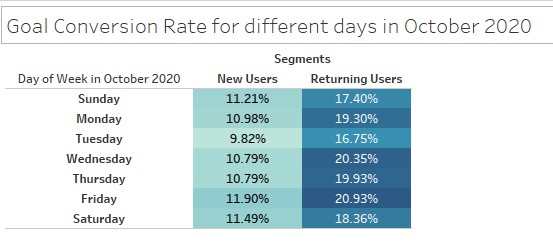 Goal Conversion Rate for different days in October 2020
Segments
Day of Week in October 2020 New Users Returning Users
Sunday 11.21% 17.40%
Monday 10.98% 19.30%
Tuesday 9.82% 16.75%
Wednesday 10.79% 20.35%
Thursday 10.79% 19.93%
Friday 11.90% 20.93%
Saturday 11.49% 18.36%